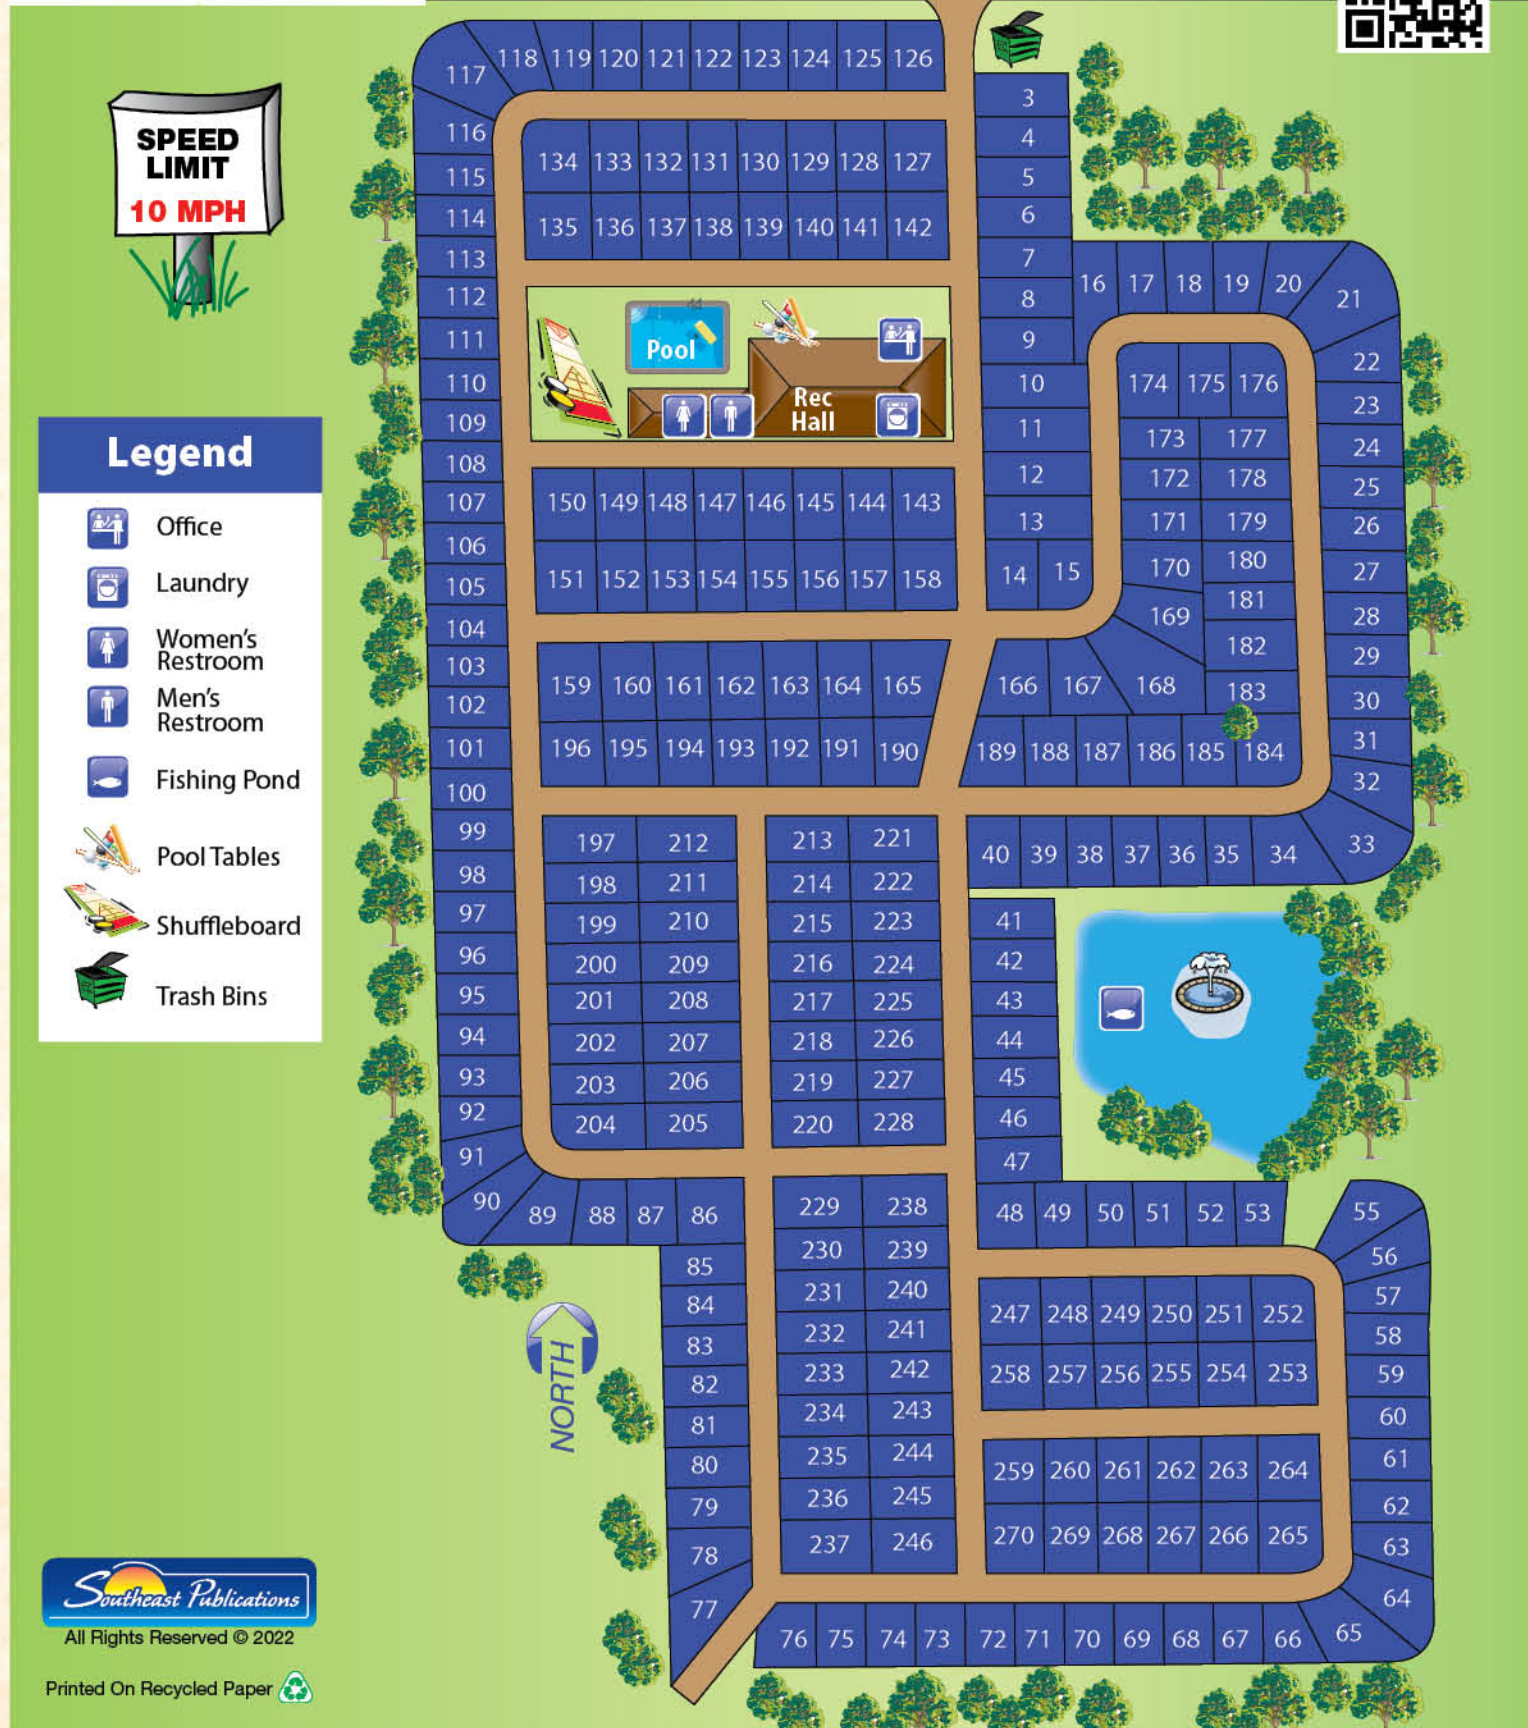 SPEED
LIMIT
10 MPH
Legend
Office
Laundry
Women's
Restroom
Men's
Restroom
Fishing Pond
Pool Tables
Shuffleboard
Trash Bins
117 118 119 120 121 122 123 124 125 126
116
115
114
113
112
111
110
109
108
107
106
105
104
103
102
101
100
99
98
97
96
95
94
93
92
91
90 89 88 87 86
85
84
83
82
81
80
79
78
77
134 133 132 131 130 129 128 127
135 136 137 138 139 140 141 142
Pool
Rec
Hall
150 149 148 147 146 145 144 143
151 152 153 154 155 156 157 158
159 160 161 162 163 164 165
196 195 194 193 192 191 190
197 212
198 211
199 210
200 209
201 208
202 207
203 206
204 205
213 221
214 222
215 223
216 224
217 225
218 226
219 227
220 228
229 238
230 239
231 240
232 241
233 242
234 243
235 244
236 245
237 246
3
4
5
6
7
8
9
10
11
12
13
14 15
16 17 18 19 20 21
22
23
24
25
26
27
28
29
30
31
32
33
174 175 176
173 177
172 178
171 179
170 180
169 181
182
166 167 168 183
189 188 187 186 185 184
40 39 38 37 36 35 34
41
42
43
44
45
46
47
48 49 50 51 52 53
55
56
57
58
59
60
61
62
63
64
65
247 248 249 250 251 252
258 257 256 255 254 253
259 260 261 262 263 264
270 269 268 267 266 265
76 75 74 73 72 71 70 69 68 67 66
NORTH
Southeast Publications
All Rights Reserved © 2022
Printed On Recycled Paper